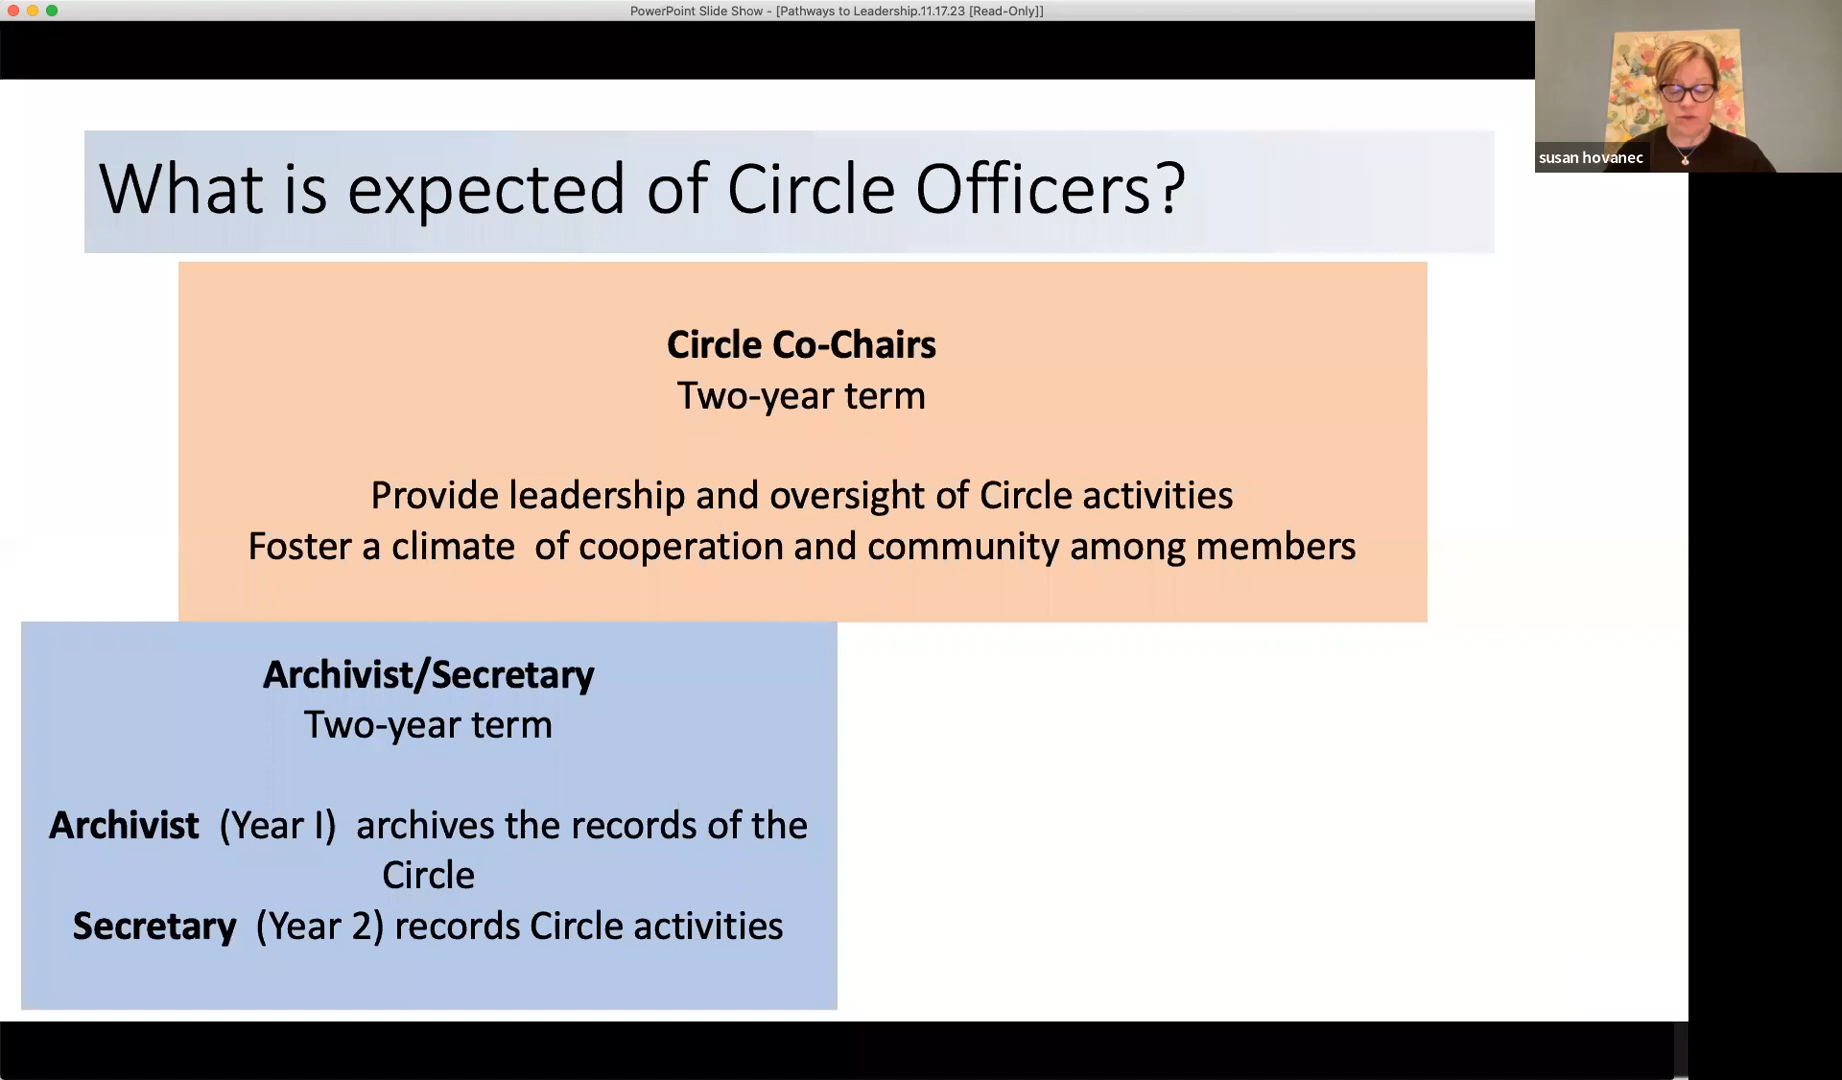 PowerPoint Slide Show - [Pathways to Leadership.11.17.23 [Read-Only]]
susan hovanec
What is expected of Circle Officers?
Circle Co-Chairs
Two-year term
Provide leadership and oversight of Circle activities
Foster a climate of cooperation and community among members
Archivist/Secretary
Two-year term
Archivist (Year I) archives the records of the
Circle
Secretary (Year 2) records Circle activities